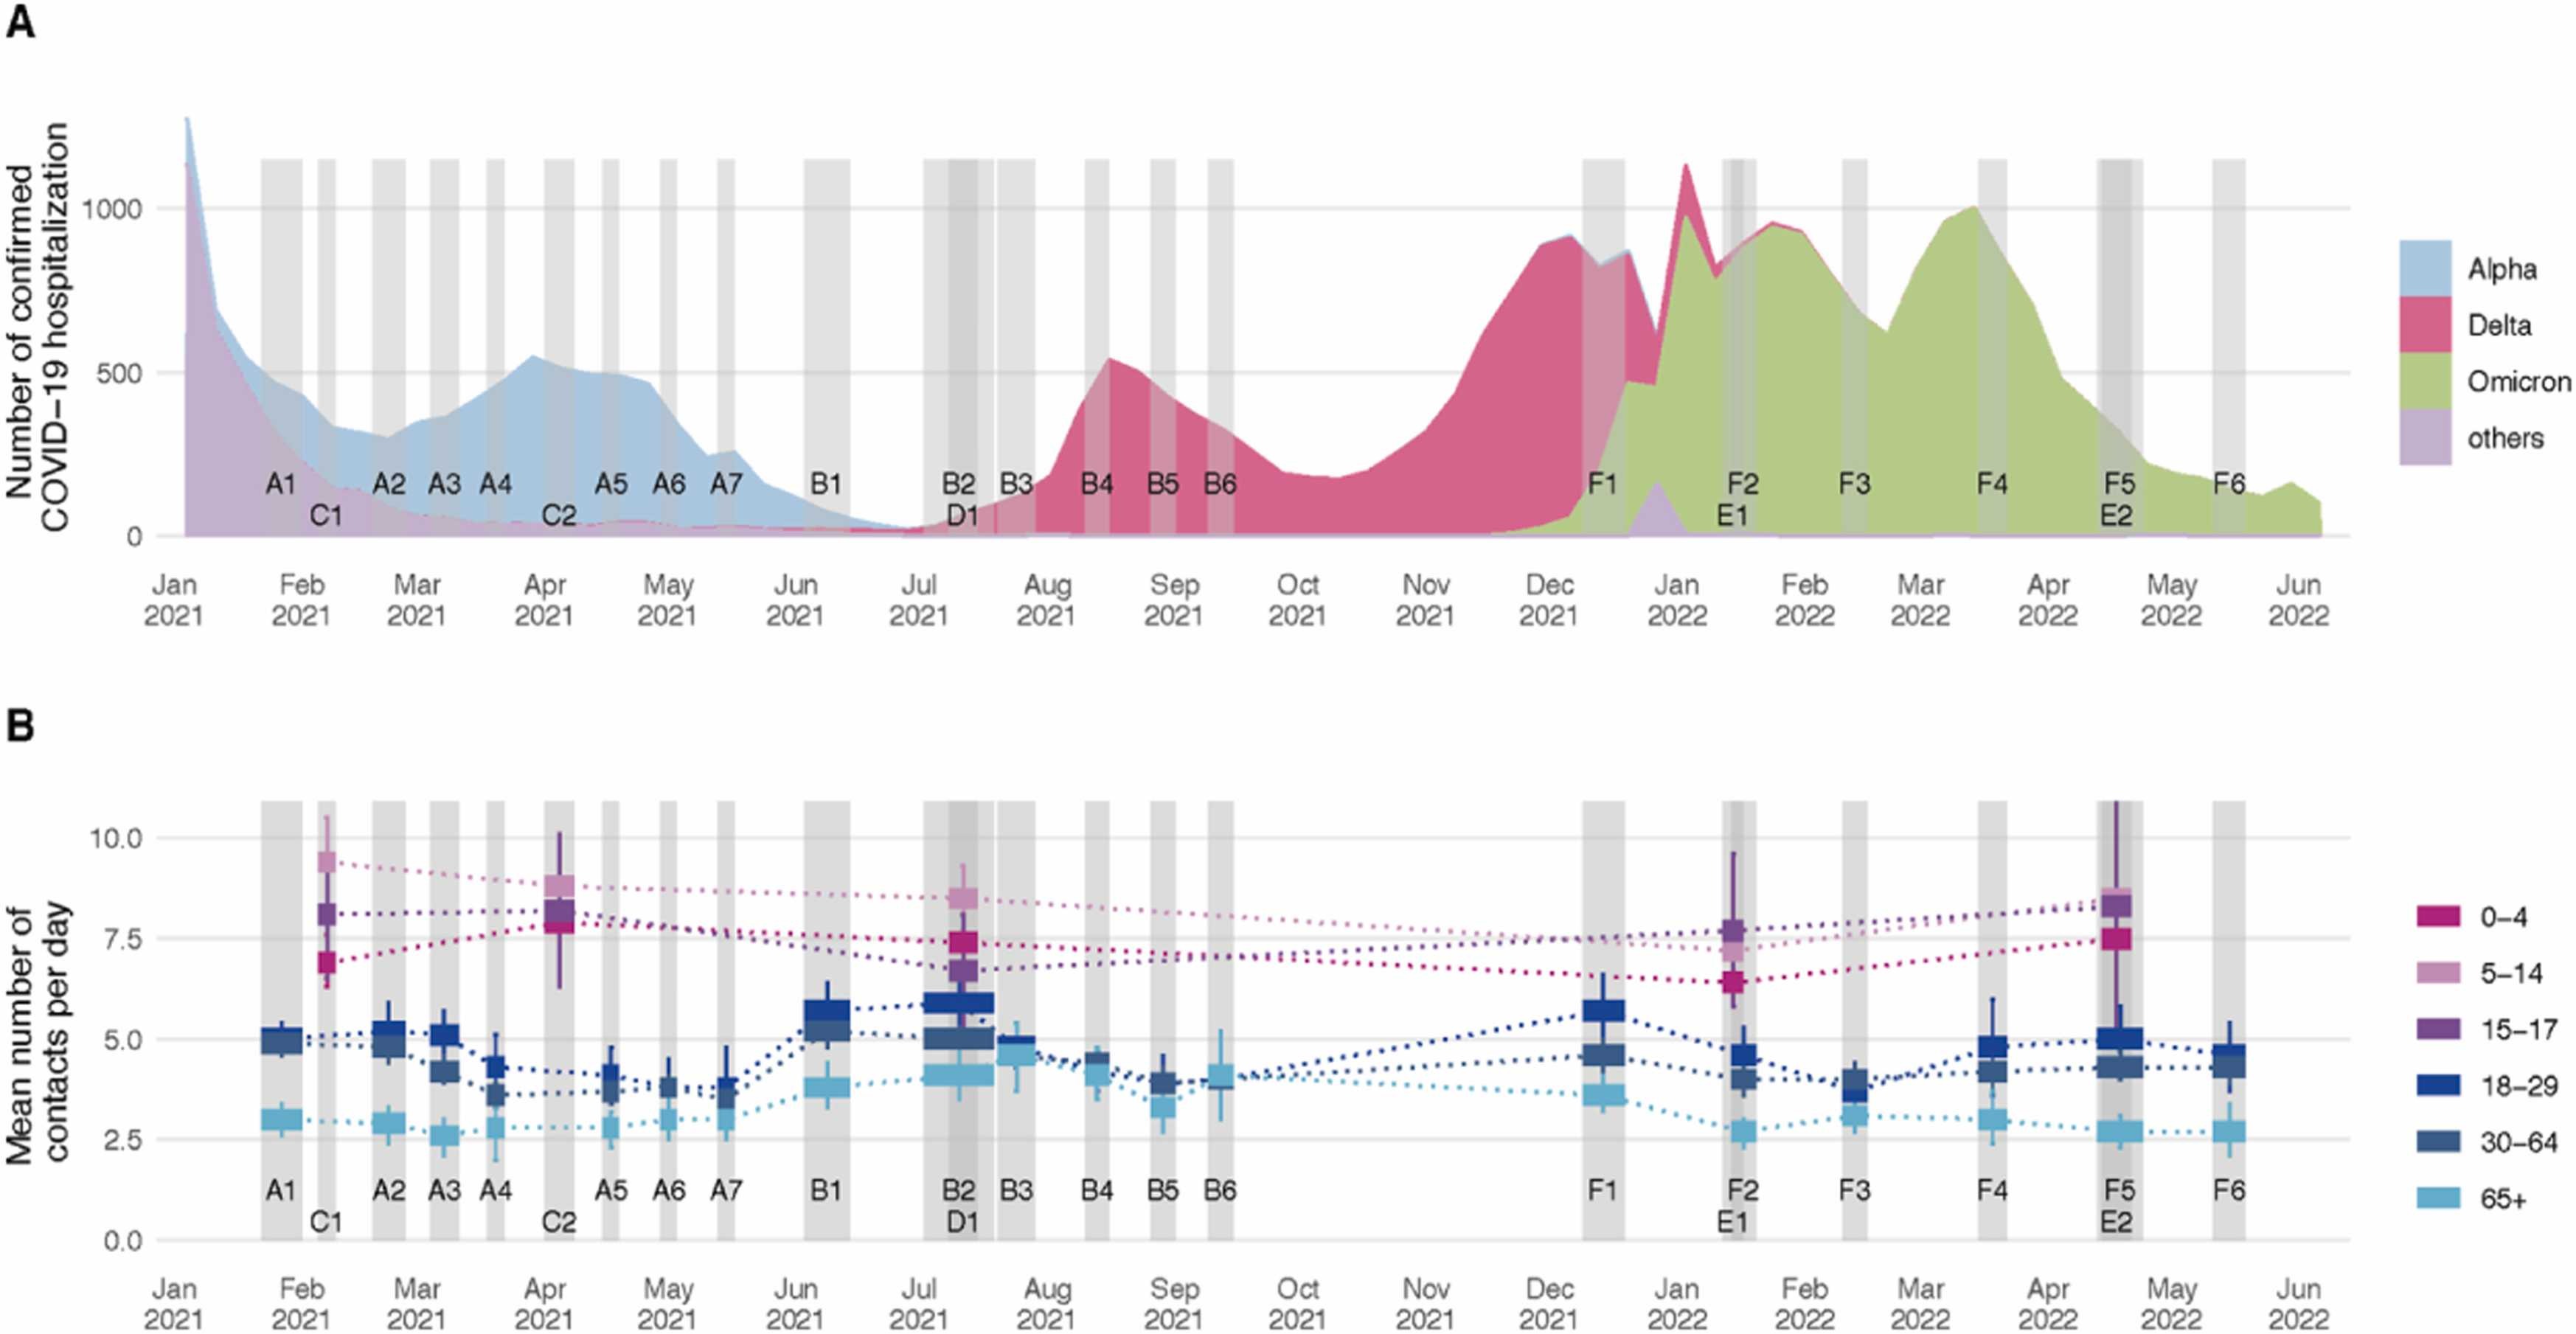 A
Number of confirmed
COVID−19 hospitalization
1000
500
0
A1 A2 A3 A4 A5 A6 A7 B1 B2 B3 B4 B5 B6 F1 F2 F3 F4 F5 F6
C1 C2 D1 E1 E2
Jan Feb Mar Apr May Jun Jul Aug Sep Oct Nov Dec Jan Feb Mar Apr May Jun
2021 2021 2021 2021 2021 2021 2021 2021 2021 2021 2021 2021 2022 2022 2022 2022 2022 2022
Alpha
Delta
Omicron
others
B
Mean number of
contacts per day
10.0
7.5
5.0
2.5
0.0
A1 A2 A3 A4 A5 A6 A7 B1 B2 B3 B4 B5 B6 F1 F2 F3 F4 F5 F6
C1 C2 D1 E1 E2
Jan Feb Mar Apr May Jun Jul Aug Sep Oct Nov Dec Jan Feb Mar Apr May Jun
2021 2021 2021 2021 2021 2021 2021 2021 2021 2021 2021 2021 2022 2022 2022 2022 2022 2022
0−4
5−14
15−17
18−29
30−64
65+